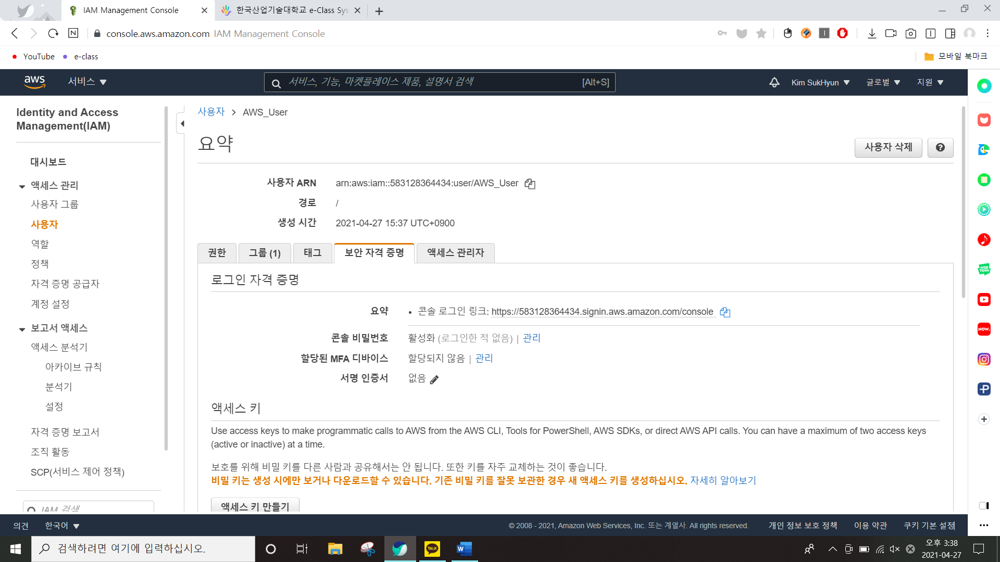 IAM Management Console
한국산업기술대학교 e-Class Sys
N
console.aws.amazon.com IAM Management Console
YouTube
e-class
모바일 북마크
aws
서비스
서비스, 기능, 마켓플레이스 제품, 설명서 검색
[Alt+S]
Kim SukHyun
글로벌
지원
Identity and Access
Management(IAM)
대시보드
액세스 관리
사용자 그룹
사용자
역할
정책
자격 증명 공급자
계정 설정
보고서 액세스
액세스 분석기
아카이브 규칙
분석기
설정
자격 증명 보고서
조직 활동
SCP(서비스 제어 정책)
IAM 검색
사용자 > AWS_User
요약
사용자 삭제
사용자 ARN arn:aws:iam::583128364434:user/AWS_User
경로 /
생성 시간 2021-04-27 15:37 UTC+0900
권한
그룹 (1)
태그
보안 자격 증명
액세스 관리자
로그인 자격 증명
요약 • 콘솔 로그인 링크: https://583128364434.signin.aws.amazon.com/console
콘솔 비밀번호 활성화 (로그인한 적 없음) | 관리
할당된 MFA 디바이스 할당되지 않음 | 관리
서명 인증서 없음
액세스 키
Use access keys to make programmatic calls to AWS from the AWS CLI, Tools for PowerShell, AWS SDKs, or direct AWS API calls. You can have a maximum of two access keys
(active or inactive) at a time.
보호를 위해 비밀 키를 다른 사람과 공유해서는 안 됩니다. 또한 키를 자주 교체하는 것이 좋습니다.
비밀 키는 생성 시에만 보거나 다운로드할 수 있습니다. 기존 비밀 키를 잘못 보관한 경우 새 액세스 키를 생성하십시오. 자세히 알아보기
액세스 키 만들기
WEB
TOON
NOW.
의견
한국어
© 2008 - 2021, Amazon Web Services, Inc. 또는 계열사. All rights reserved.
개인 정보 보호 정책
이용 약관
쿠키 기본 설정
검색하려면 여기에 입력하십시오.
TALK
W
오후 3:38
2021-04-27